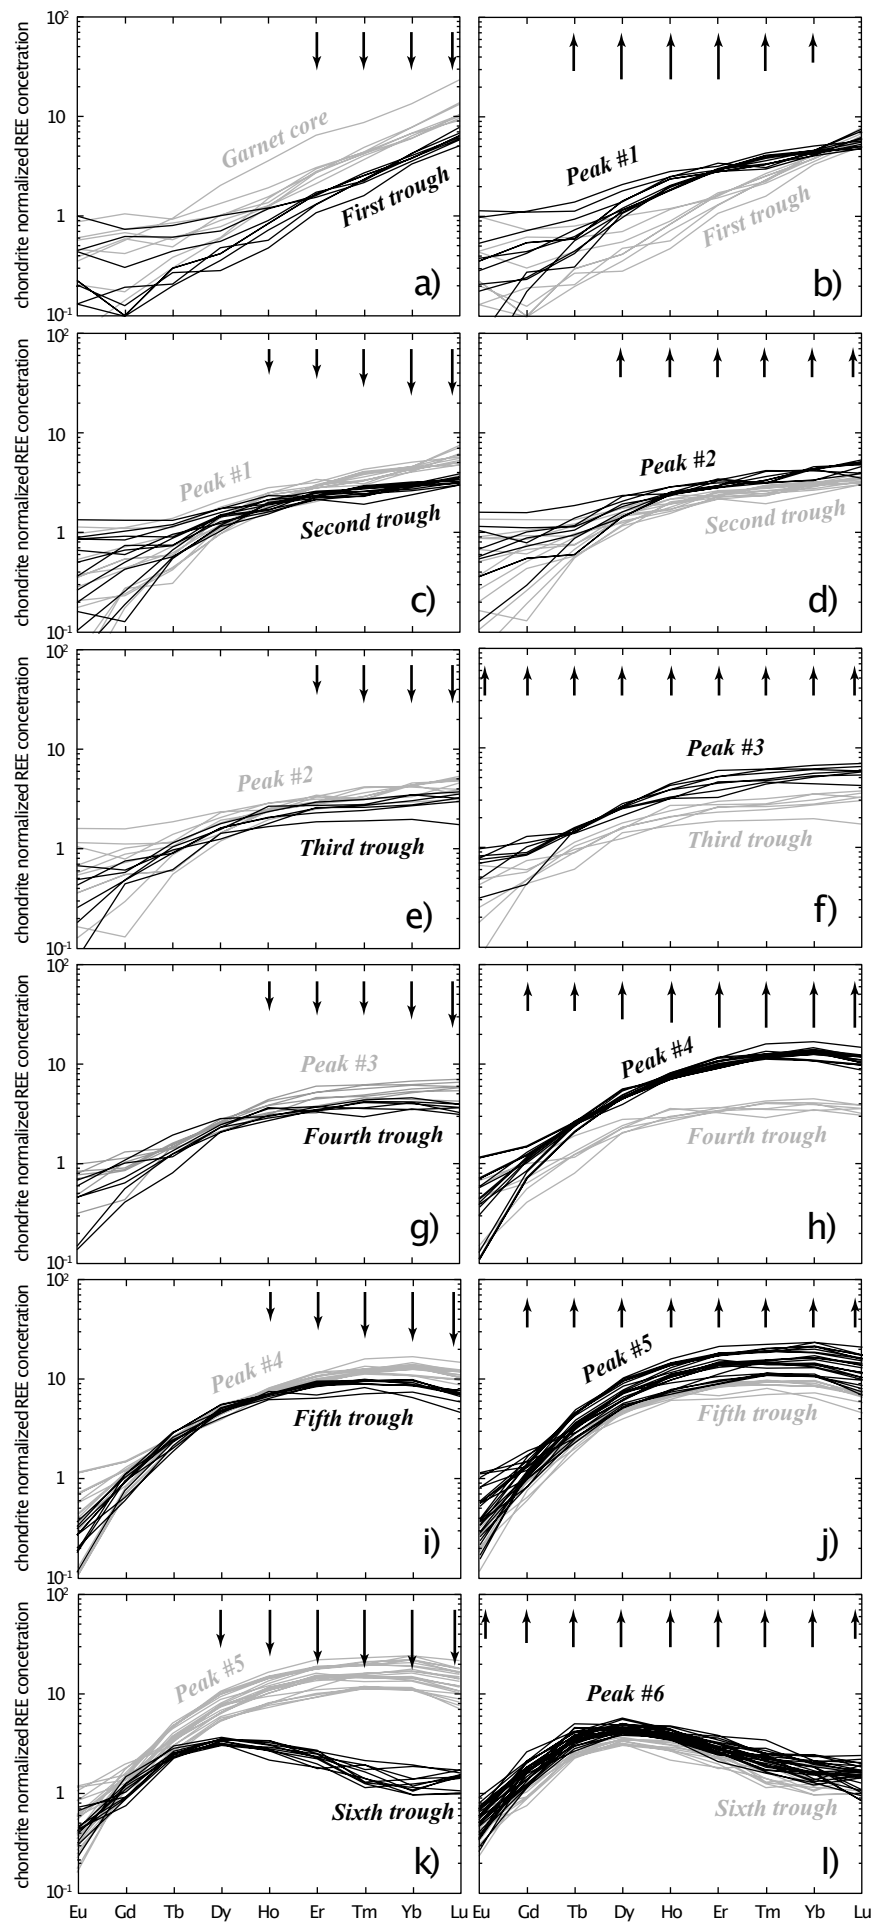 chondrite normalized REE concetration
10²
10
1
10⁻¹
Garnet core
First trough
a)
Peak #1
First trough
b)
chondrite normalized REE concetration
10²
10
1
10⁻¹
Peak #1
Second trough
c)
Peak #2
Second trough
d)
chondrite normalized REE concetration
10²
10
1
10⁻¹
Peak #2
Third trough
e)
Peak #3
Third trough
f)
chondrite normalized REE concetration
10²
10
1
10⁻¹
Peak #3
Fourth trough
g)
Peak #4
Fourth trough
h)
chondrite normalized REE concetration
10²
10
1
10⁻¹
Peak #4
Fifth trough
i)
Peak #5
Fifth trough
j)
chondrite normalized REE concetration
10²
10
1
10⁻¹
Peak #5
Sixth trough
k)
Peak #6
Sixth trough
l)
Eu Gd Tb Dy Ho Er Tm Yb Lu Eu Gd Tb Dy Ho Er Tm Yb Lu